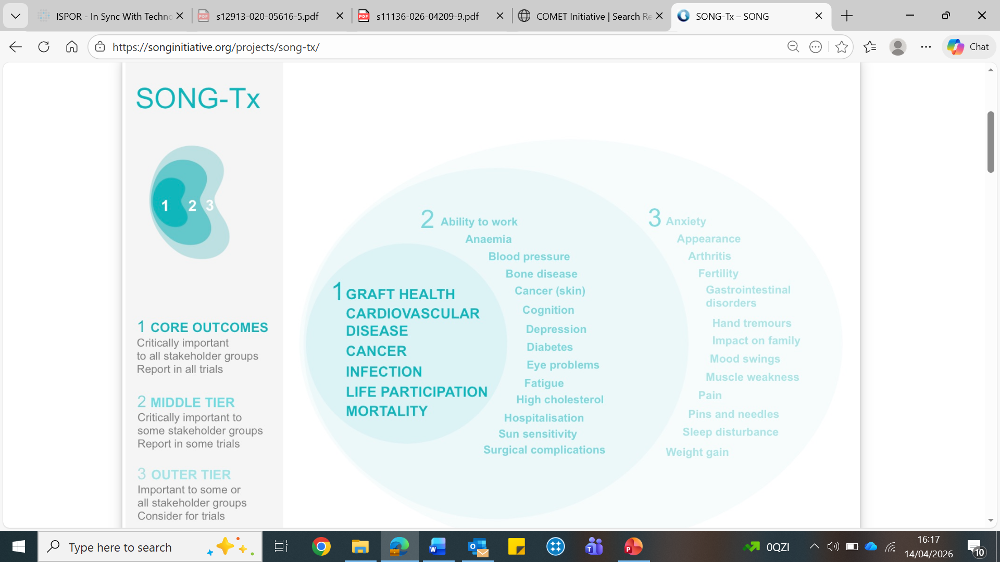 ISPOR - In Sync With Techno
s12913-020-05616-5.pdf
s11136-026-04209-9.pdf
COMET Initiative | Search Re
SONG-Tx – SONG
https://songinitiative.org/projects/song-tx/
Chat
SONG-Tx
1 2 3
1 CORE OUTCOMES
Critically important
to all stakeholder groups
Report in all trials
2 MIDDLE TIER
Critically important to
some stakeholder groups
Report in some trials
3 OUTER TIER
Important to some or
all stakeholder groups
Consider for trials
1 GRAFT HEALTH
CARDIOVASCULAR
DISEASE
CANCER
INFECTION
LIFE PARTICIPATION
MORTALITY
2 Ability to work
Anaemia
Blood pressure
Bone disease
Cancer (skin)
Cognition
Depression
Diabetes
Eye problems
Fatigue
High cholesterol
Hospitalisation
Sun sensitivity
Surgical complications
3 Anxiety
Appearance
Arthritis
Fertility
Gastrointestinal
disorders
Hand tremours
Impact on family
Mood swings
Muscle weakness
Pain
Pins and needles
Sleep disturbance
Weight gain
Type here to search
0QZI
16:17
14/04/2026
10